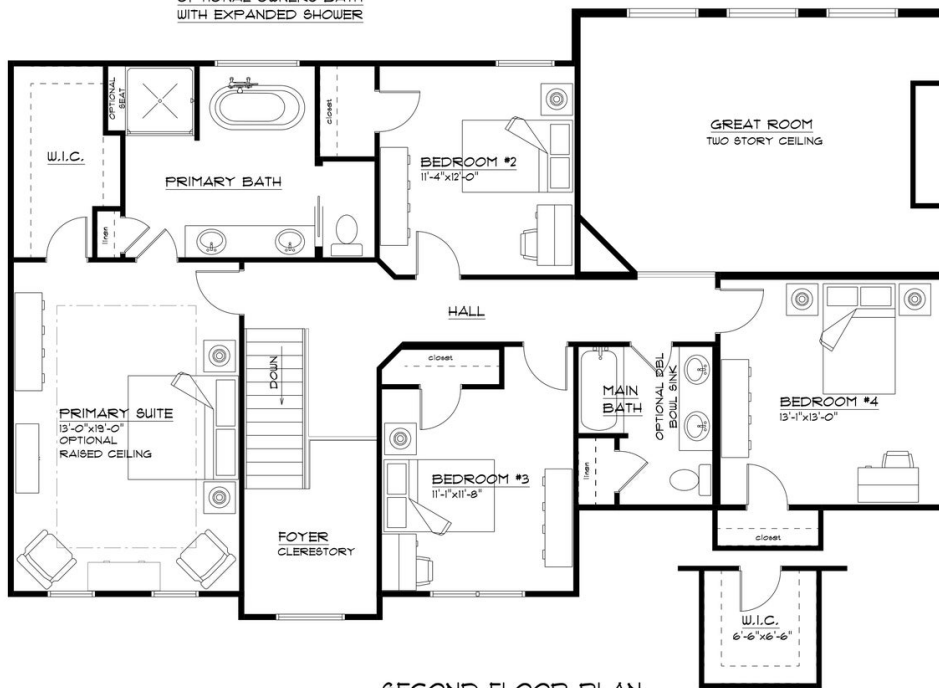 OPTIONAL OWNERS BATH
WITH EXPANDED SHOWER
OPTIONAL
SEAT
closet
W.I.C.
PRIMARY BATH
linen
BEDROOM #2
11'-4"x12'-0"
GREAT ROOM
TWO STORY CEILING
HALL
DOWN
closet
PRIMARY SUITE
13'-0"x19'-0"
OPTIONAL
RAISED CEILING
MAIN
BATH
OPTIONAL DBL
BOWL SINK
linen
BEDROOM #4
13'-1"x13'-0"
BEDROOM #3
11'-1"x11'-8"
FOYER
CLERESTORY
closet
W.I.C.
6'-6"x6'-6"
SECOND FLOOR PLAN